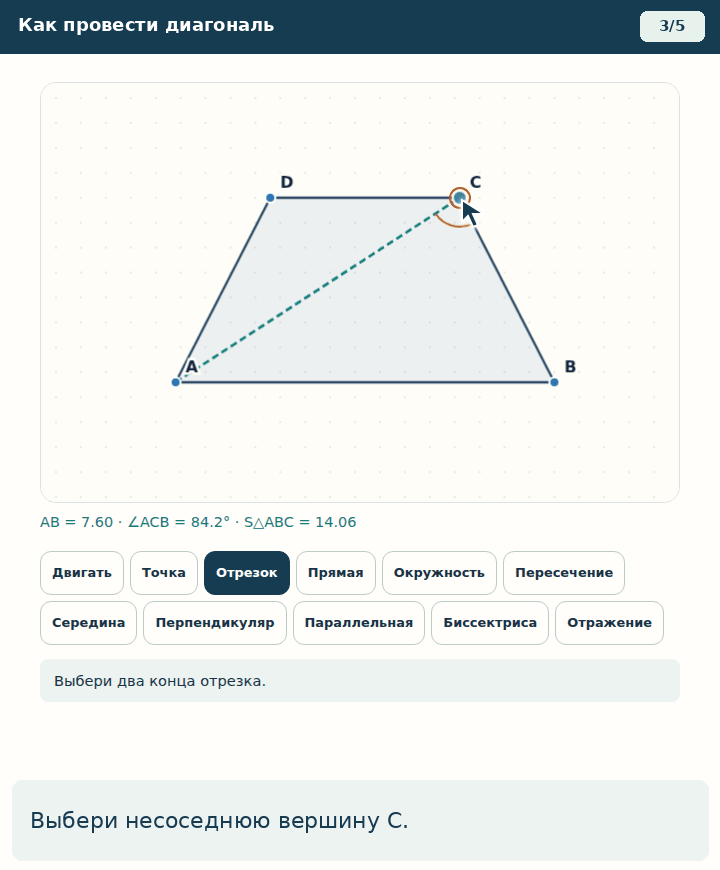 Как провести диагональ
3/5
D
C
A
B
AB = 7.60 · ∠ACB = 84.2° · S△ABC = 14.06
Двигать Точка Отрезок Прямая Окружность Пересечение
Середина Перпендикуляр Параллельная Биссектриса Отражение
Выбери два конца отрезка.
Выбери несоседнюю вершину C.